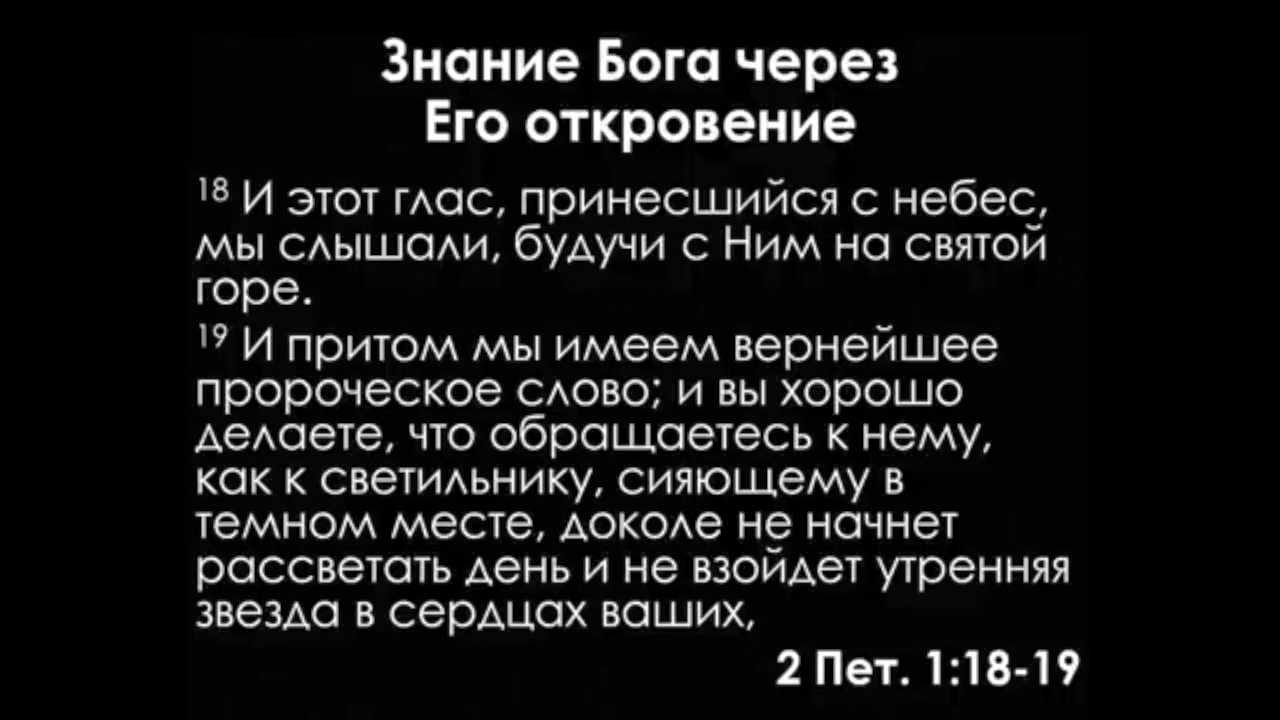 Знание Бога через
Его откровение
18 И этот глас, принесшийся с небес,
мы слышали, будучи с Ним на святой
горе.
19 И притом мы имеем вернейшее
пророческое слово; и вы хорошо
делаете, что обращаетесь к нему,
как к светильнику, сияющему в
темном месте, доколе не начнет
рассветать день и не взойдет утренняя
звезда в сердцах ваших,
2 Пет. 1:18-19